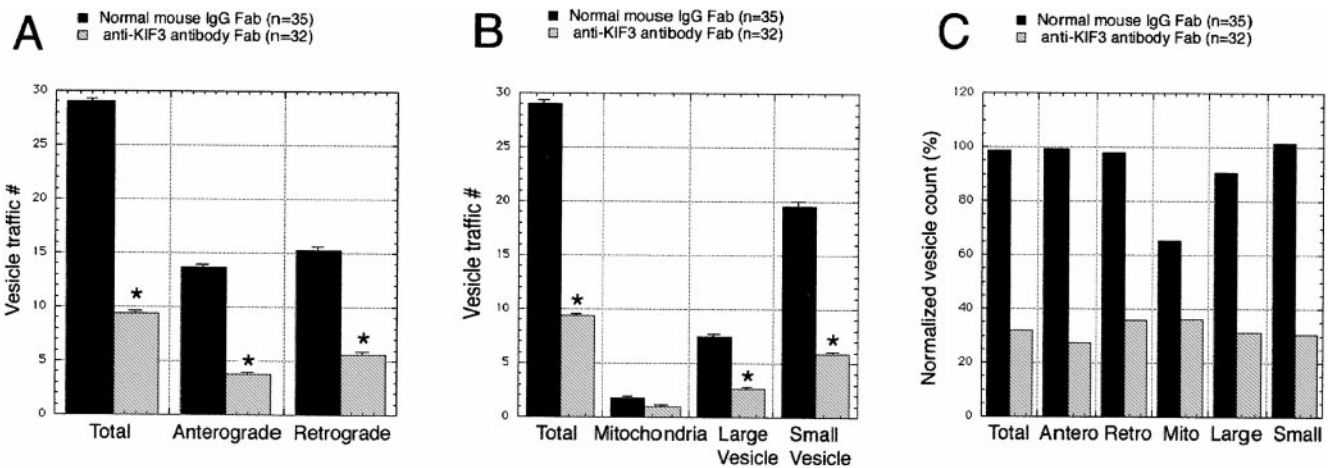 A
Normal mouse IgG Fab (n=35)
anti-KIF3 antibody Fab (n=32)
30
25
20
15
10
5
0
Vesicle traffic #
Total
Anterograde
Retrograde
*
*
*
B
Normal mouse IgG Fab (n=35)
anti-KIF3 antibody Fab (n=32)
30
25
20
15
10
5
0
Vesicle traffic #
Total
Mitochondria
Large
Vesicle
Small
Vesicle
*
*
*
C
Normal mouse IgG Fab (n=35)
anti-KIF3 antibody Fab (n=32)
120
100
80
60
40
20
0
Normalized vesicle count (%)
Total
Antero
Retro
Mito
Large
Small